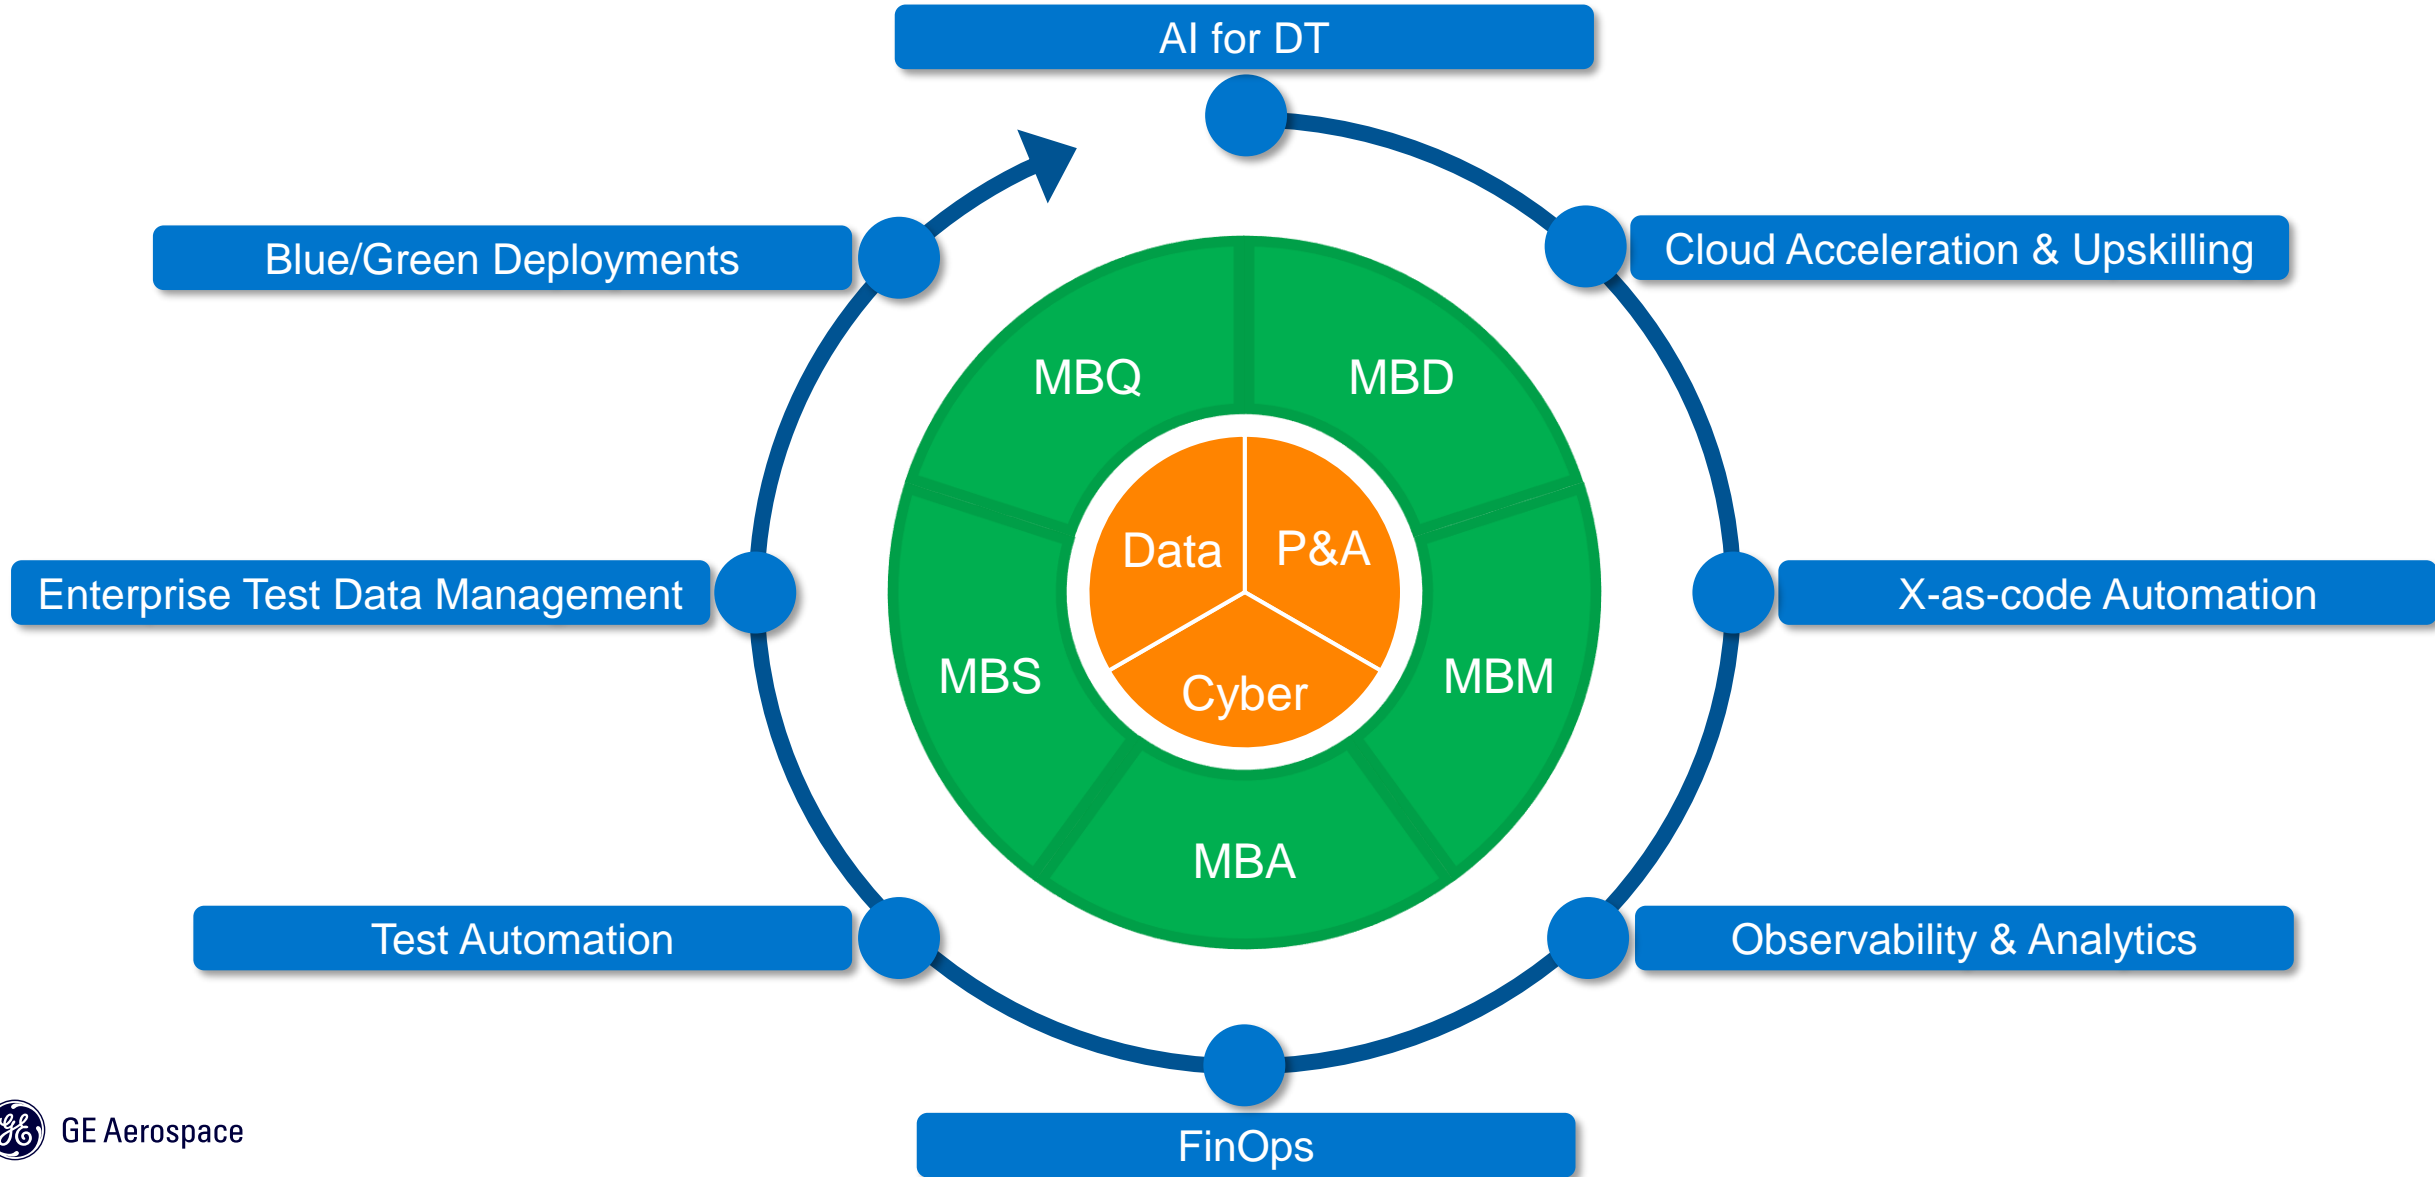 AI for DT
Blue/Green Deployments
Cloud Acceleration & Upskilling
MBQ
MBD
Data
P&A
Enterprise Test Data Management
X-as-code Automation
MBS
Cyber
MBM
MBA
Test Automation
Observability & Analytics
GE
GE Aerospace
FinOps